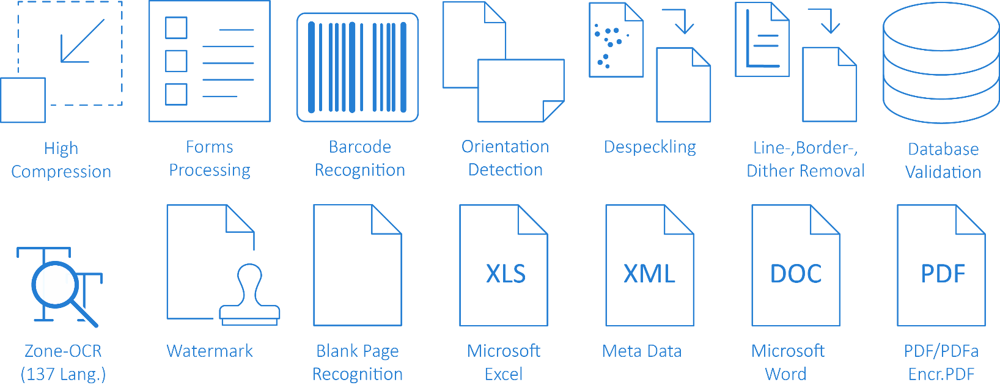 High
Compression
Forms
Processing
Barcode
Recognition
Orientation
Detection
Despeckling
Line-,Border-,
Dither Removal
Database
Validation
Zone-OCR
(137 Lang.)
Watermark
Blank Page
Recognition
XLS
Microsoft
Excel
XML
Meta Data
DOC
Microsoft
Word
PDF
PDF/PDFa
Encr.PDF